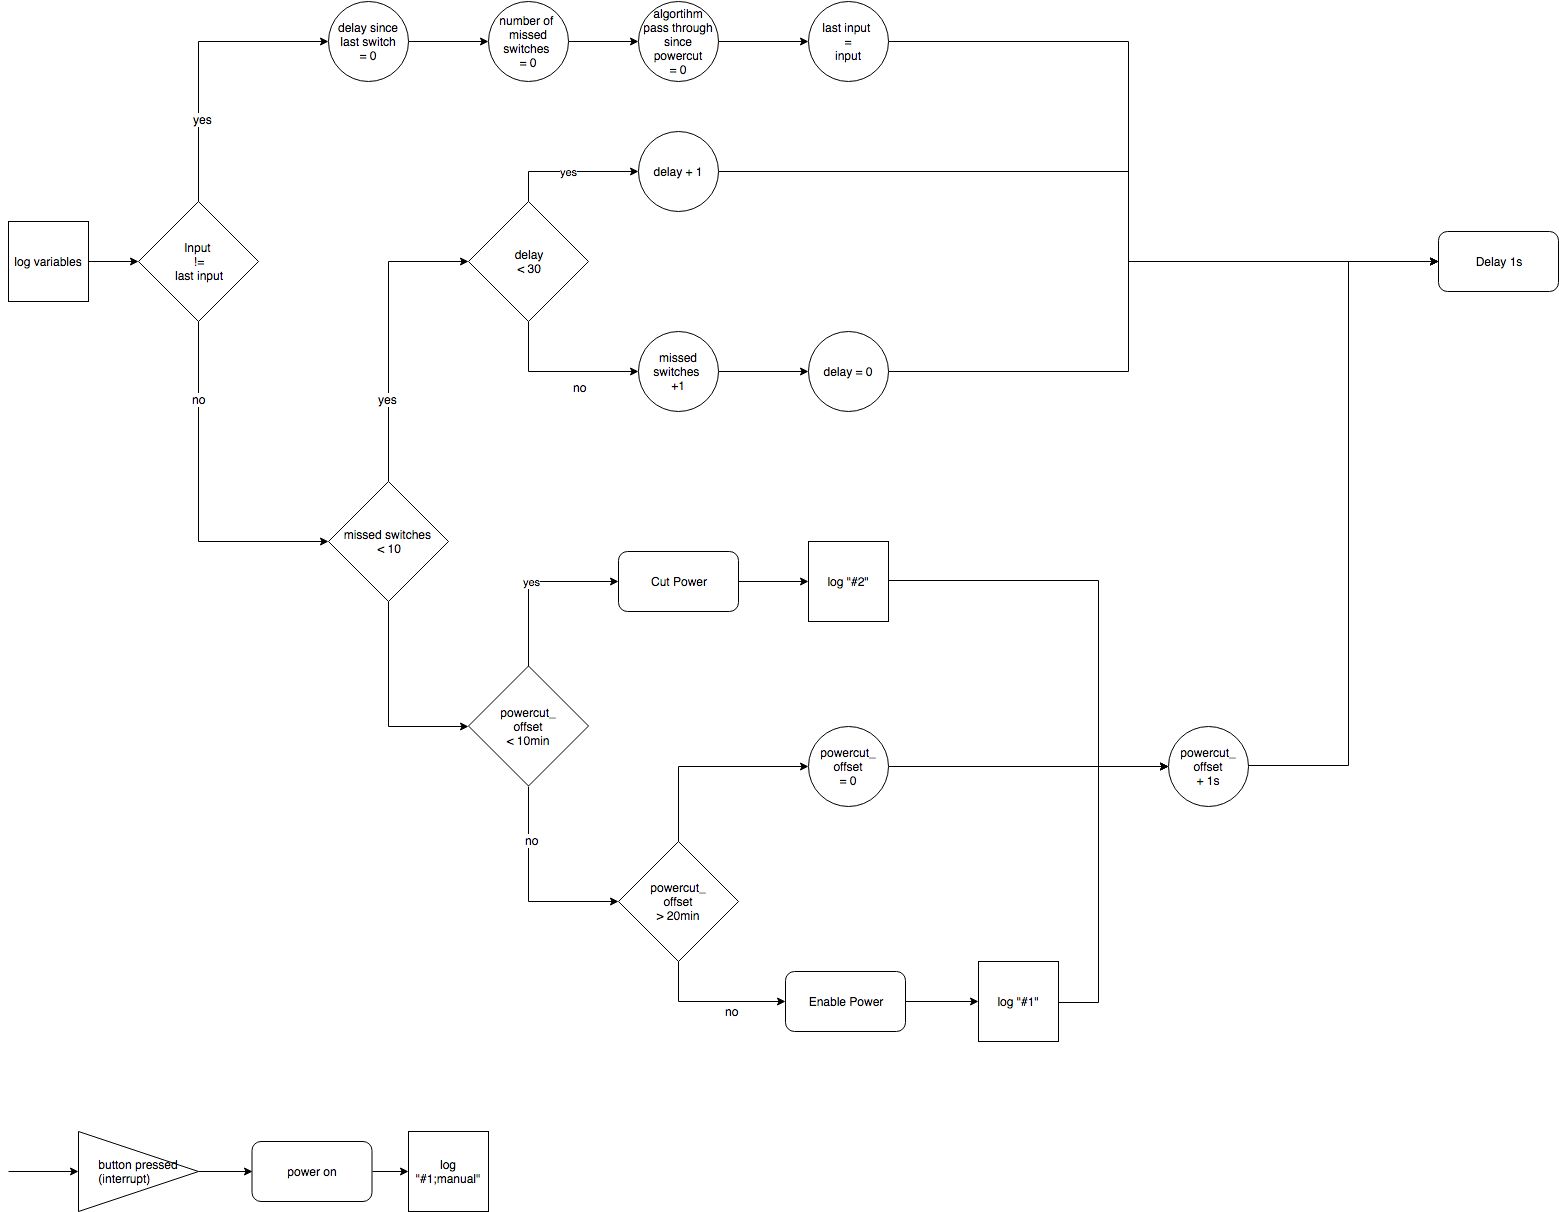 delay since
last switch
= 0
number of
missed
switches
= 0
algortihm
pass through
since
powercut
= 0
last input
=
input
yes
yes
delay + 1
log variables
Input
!=
last input
delay
< 30
Delay 1s
no
yes
no
missed
switches
+1
delay = 0
missed switches
< 10
yes
Cut Power
log "#2"
powercut_
offset
< 10min
powercut_
offset
= 0
powercut_
offset
+ 1s
no
powercut_
offset
> 20min
no
Enable Power
log "#1"
button pressed
(interrupt)
power on
log
"#1;manual"